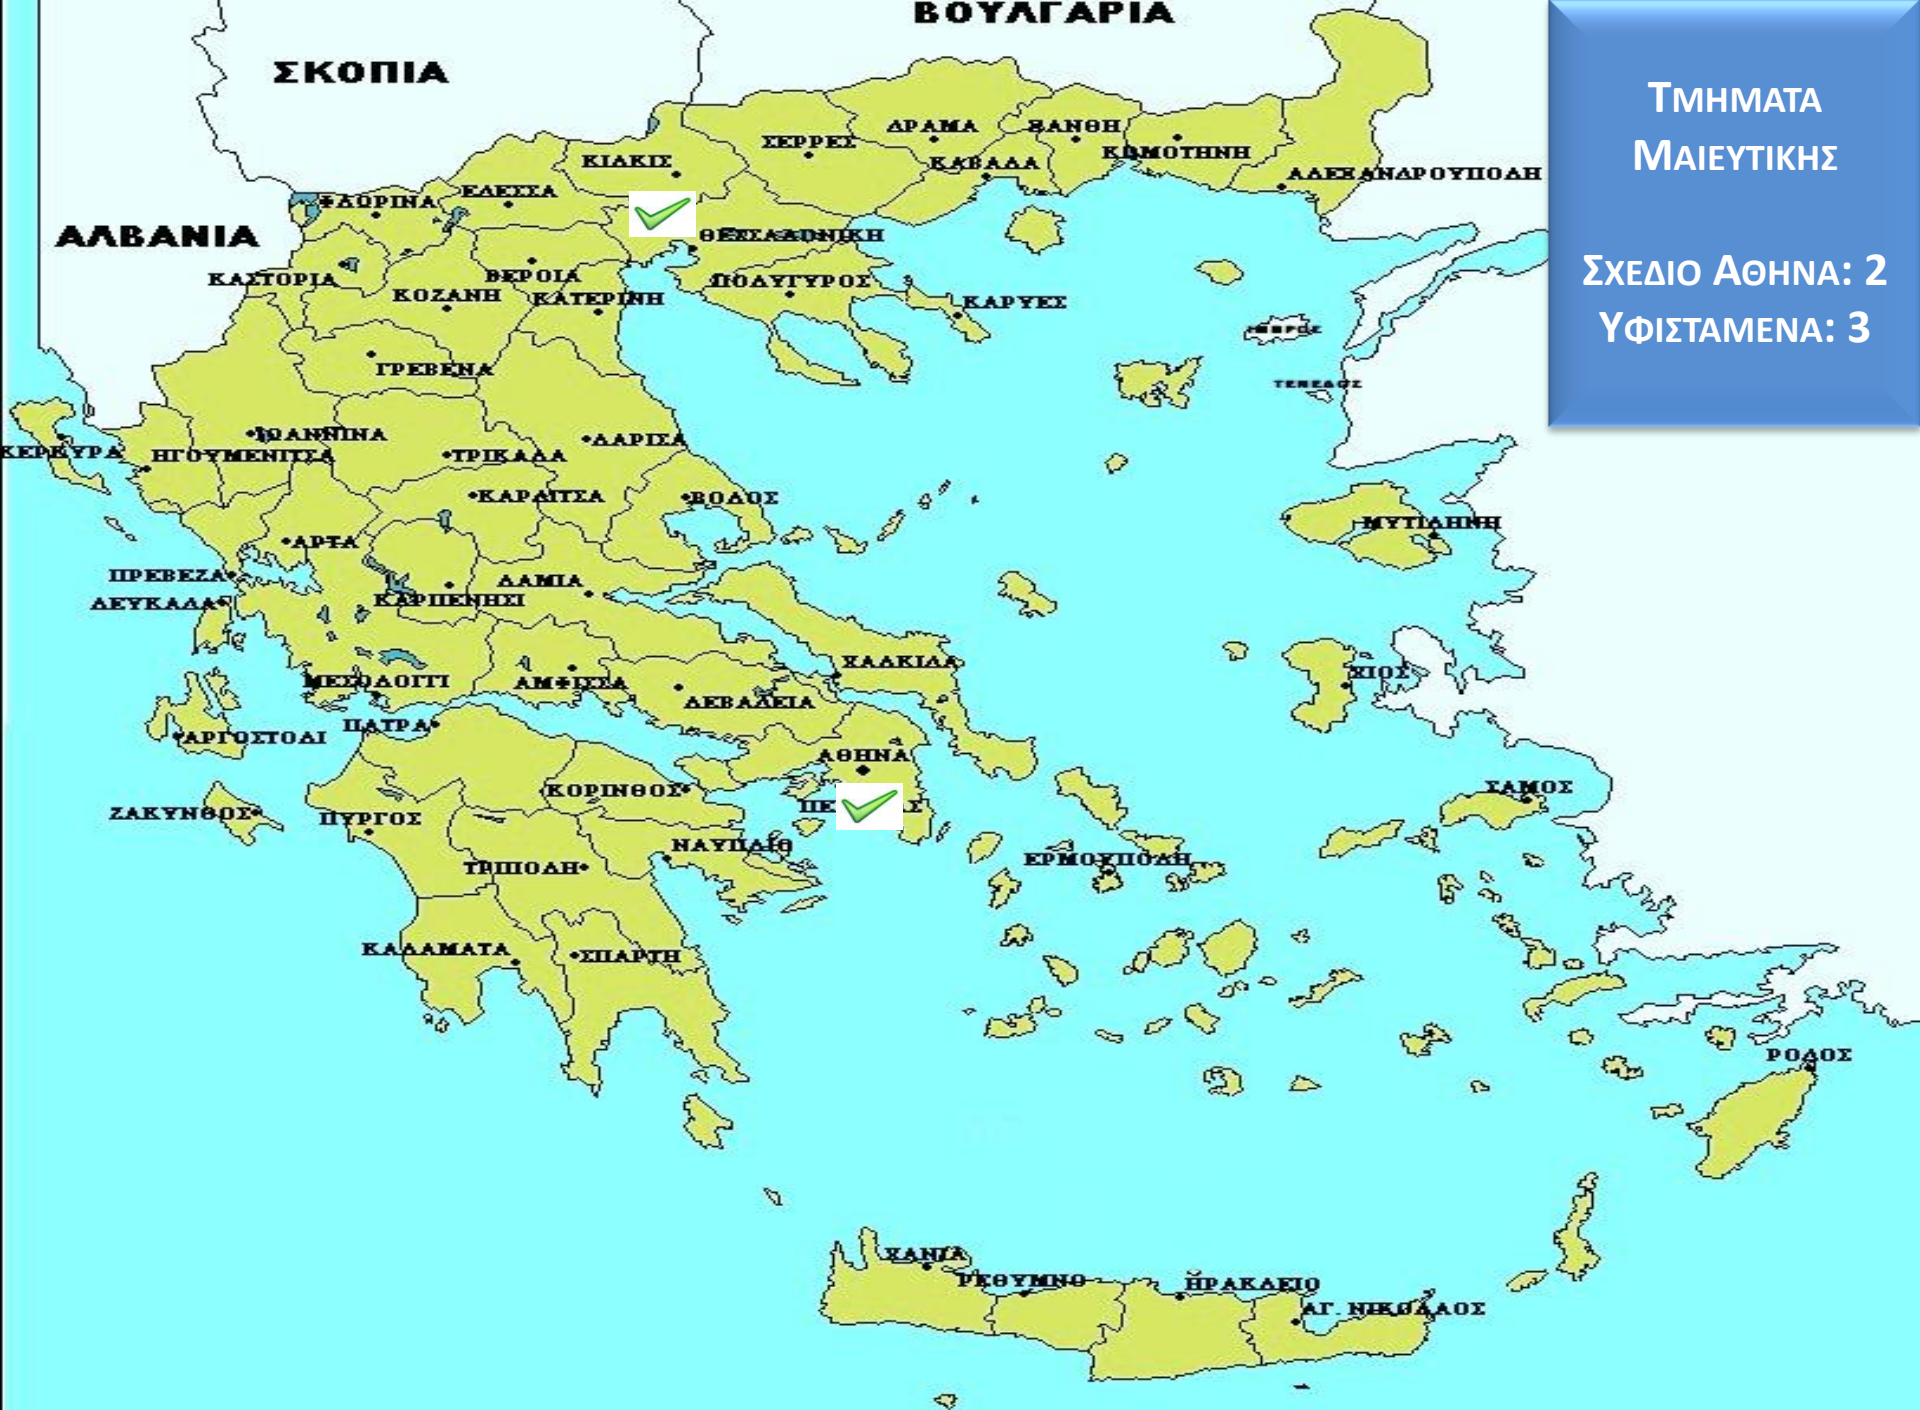 ΒΟΥΛΓΑΡΙΑ
ΣΚΟΠΙΑ
ΑΛΒΑΝΙΑ
ΤΜΗΜΑΤΑ
ΜΑΙΕΥΤΙΚΗΣ
ΣΧΕΔΙΟ ΑΘΗΝΑ: 2
ΥΦΙΣΤΑΜΕΝΑ: 3
ΔΡΑΜΑ
ΞΑΝΘΗ
ΣΕΡΡΕΣ
ΚΟΜΟΤΗΝΗ
ΚΙΛΚΙΣ
ΚΑΒΑΛΑ
ΑΛΕΞΑΝΔΡΟΥΠΟΛΗ
ΕΔΕΣΣΑ
ΦΛΩΡΙΝΑ
ΘΕΣΣΑΛΟΝΙΚΗ
ΚΑΣΤΟΡΙΑ
ΒΕΡΟΙΑ
ΠΟΛΥΓΥΡΟΣ
ΚΟΖΑΝΗ
ΚΑΤΕΡΙΝΗ
ΚΑΡΥΕΣ
ΙΜΒΡΟΣ
ΓΡΕΒΕΝΑ
ΤΕΝΕΔΟΣ
ΙΩΑΝΝΙΝΑ
ΛΑΡΙΣΑ
ΚΕΡΚΥΡΑ
ΗΓΟΥΜΕΝΙΤΣΑ
ΤΡΙΚΑΛΑ
ΚΑΡΔΙΤΣΑ
ΒΟΛΟΣ
ΜΥΤΙΛΗΝΗ
ΑΡΤΑ
ΠΡΕΒΕΖΑ
ΛΑΜΙΑ
ΛΕΥΚΑΔΑ
ΚΑΡΠΕΝΗΣΙ
ΧΑΛΚΙΔΑ
ΧΙΟΣ
ΜΕΣΟΛΟΓΓΙ
ΑΜΦΙΣΣΑ
ΛΕΒΑΔΕΙΑ
ΠΑΤΡΑ
ΑΡΓΟΣΤΟΛΙ
ΑΘΗΝΑ
ΚΟΡΙΝΘΟΣ
ΣΑΜΟΣ
ΖΑΚΥΝΘΟΣ
ΠΥΡΓΟΣ
ΝΑΥΠΛΙΟ
ΕΡΜΟΥΠΟΛΗ
ΤΡΙΠΟΛΗ
ΚΑΛΑΜΑΤΑ
ΣΠΑΡΤΗ
ΡΟΔΟΣ
ΧΑΝΙΑ
ΡΕΘΥΜΝΟ
ΗΡΑΚΛΕΙΟ
ΑΓ. ΝΙΚΟΛΑΟΣ